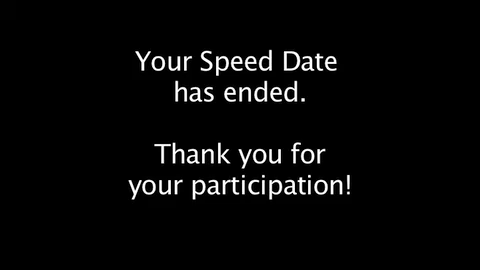 Your Speed Date
has ended.
Thank you for
your participation!